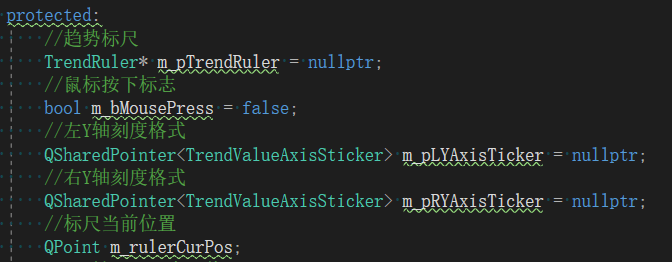 protected:
//趋势标尺
TrendRuler* m_pTrendRuler = nullptr;
//鼠标按下标志
bool m_bMousePress = false;
//左Y轴刻度格式
QSharedPointer<TrendValueAxisSticker> m_pLYAxisTicker = nullptr;
//右Y轴刻度格式
QSharedPointer<TrendValueAxisSticker> m_pRYAxisTicker = nullptr;
//标尺当前位置
QPoint m_rulerCurPos;